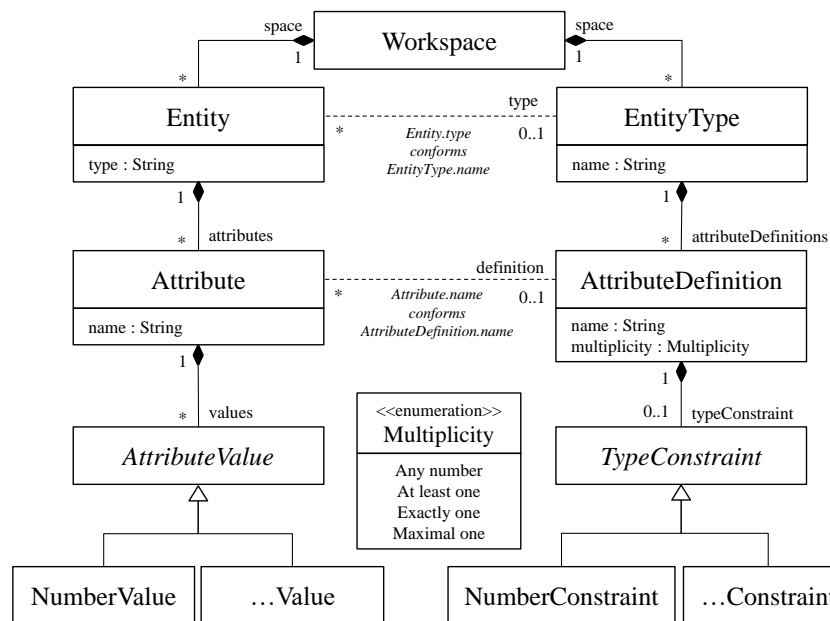 space
Workspace
space
1
1
*
*
Entity
type
EntityType
*
Entity.type
conforms
EntityType.name
0..1
type : String
name : String
1
1
*
attributes
*
attributeDefinitions
Attribute
definition
AttributeDefinition
*
Attribute.name
conforms
AttributeDefinition.name
0..1
name : String
name : String
multiplicity : Multiplicity
1
1
*
values
0..1
typeConstraint
<<enumeration>>
Multiplicity
Any number
At least one
Exactly one
Maximal one
AttributeValue
TypeConstraint
NumberValue
…Value
NumberConstraint
…Constraint